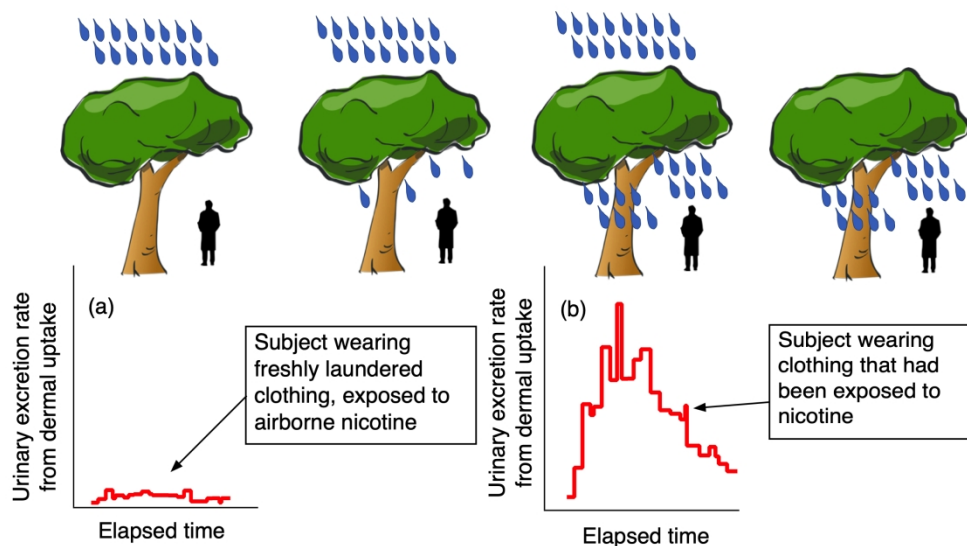 (a)
Urinary excretion rate
from dermal uptake
Subject wearing
freshly laundered
clothing, exposed to
airborne nicotine
Elapsed time
(b)
Urinary excretion rate
from dermal uptake
Subject wearing
clothing that had
been exposed to
nicotine
Elapsed time